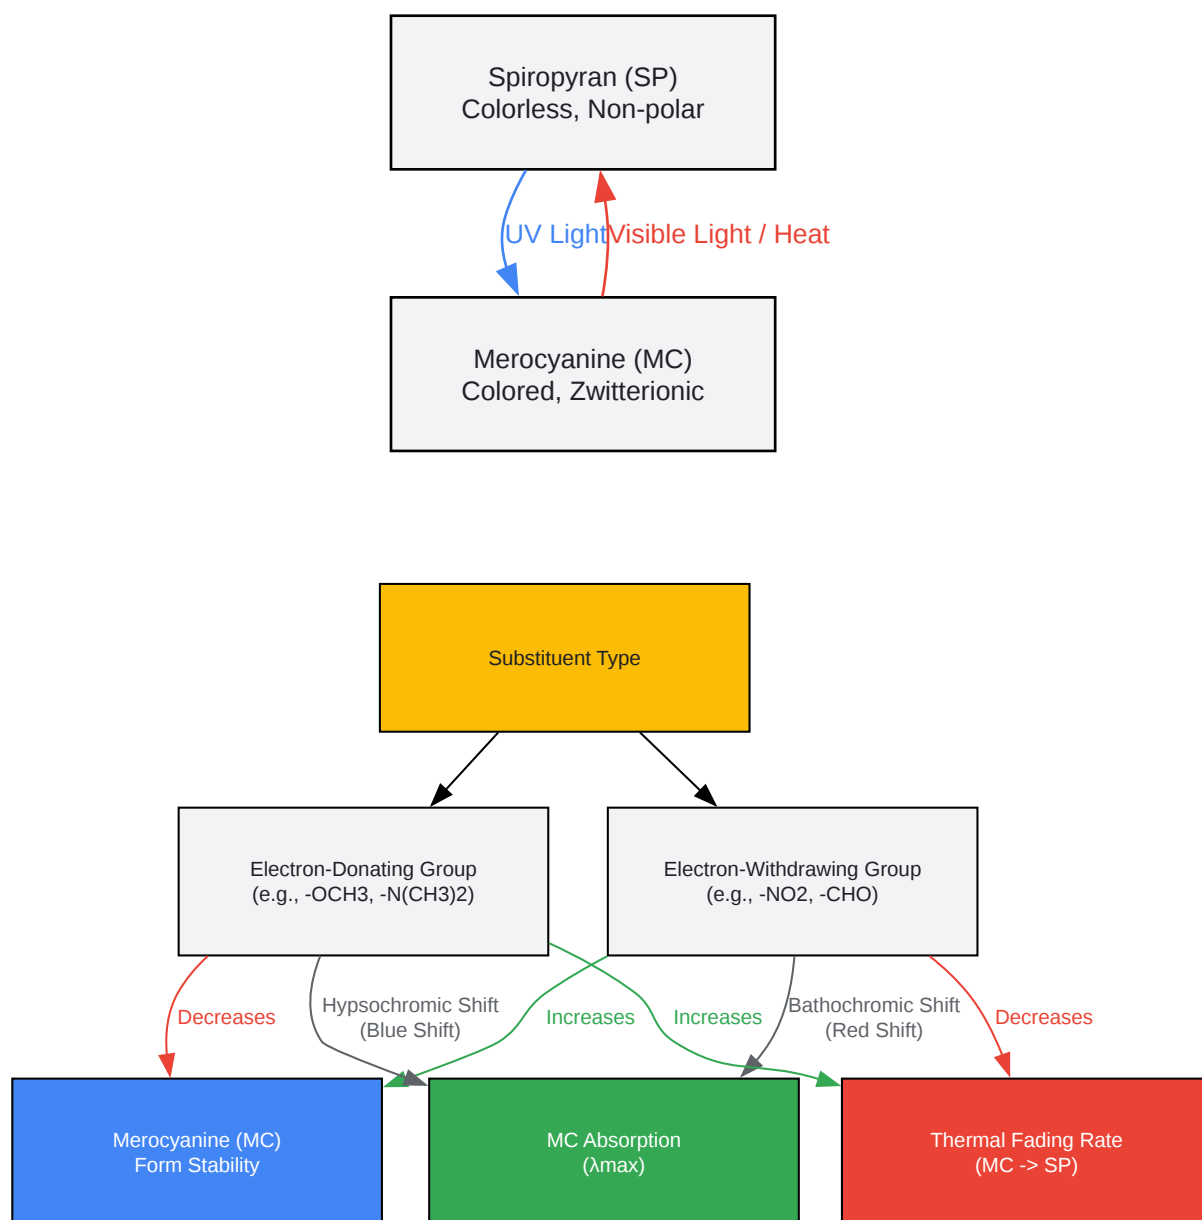 Spiropyran (SP)
Colorless, Non-polar
UV Light
Visible Light / Heat
Merocyanine (MC)
Colored, Zwitterionic
Substituent Type
Electron-Donating Group
(e.g., -OCH3, -N(CH3)2)
Electron-Withdrawing Group
(e.g., -NO2, -CHO)
Decreases
Hypsochromic Shift
(Blue Shift)
Increases
Increases
Bathochromic Shift
(Red Shift)
Decreases
Merocyanine (MC)
Form Stability
MC Absorption
(λmax)
Thermal Fading Rate
(MC -> SP)